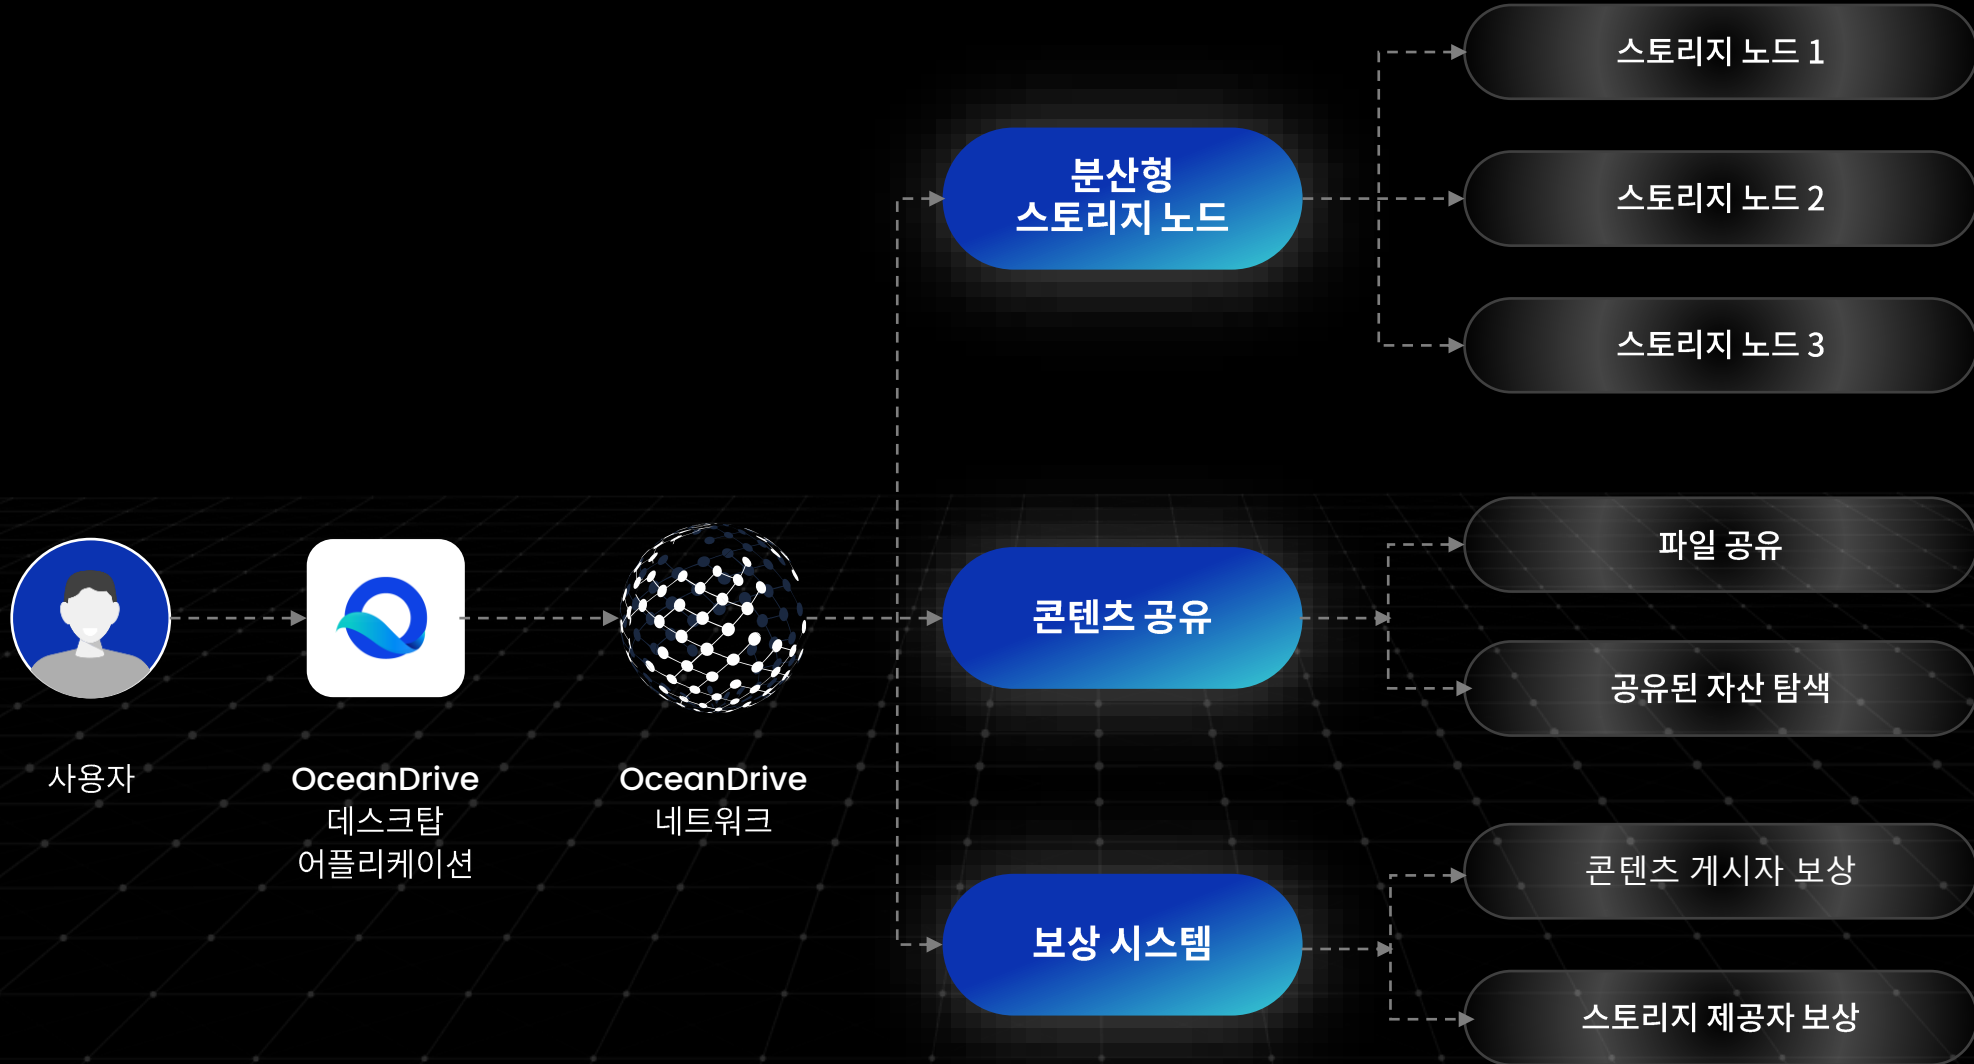 사용자
OceanDrive
데스크탑
어플리케이션
OceanDrive
네트워크
분산형
스토리지 노드
스토리지 노드 1
스토리지 노드 2
스토리지 노드 3
콘텐츠 공유
파일 공유
공유된 자산 탐색
보상 시스템
콘텐츠 게시자 보상
스토리지 제공자 보상